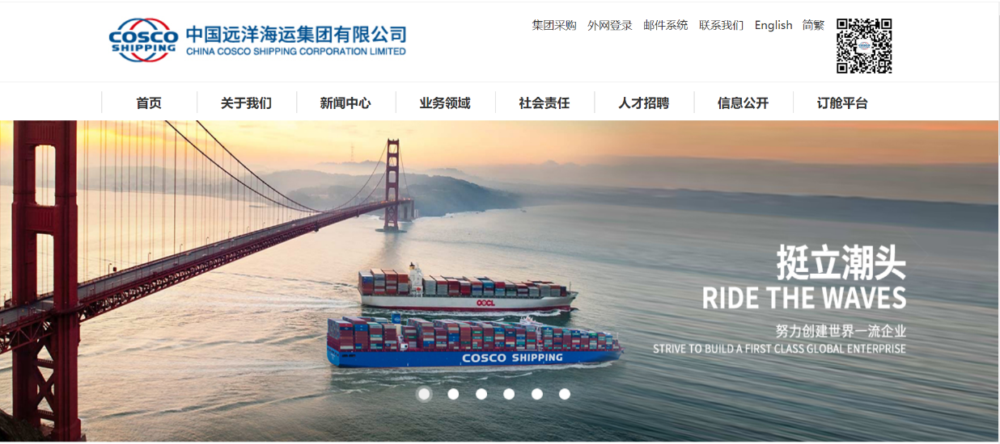 COSCO
SHIPPING
中国远洋海运集团有限公司
CHINA COSCO SHIPPING CORPORATION LIMITED
集团采购 外网登录 邮件系统 联系我们 English 简繁
首页 关于我们 新闻中心 业务领域 社会责任 人才招聘 信息公开 订舱平台
挺立潮头
RIDE THE WAVES
OOCL
努力创建世界一流企业
STRIVE TO BUILD A FIRST CLASS GLOBAL ENTERPRISE
COSCO SHIPPING